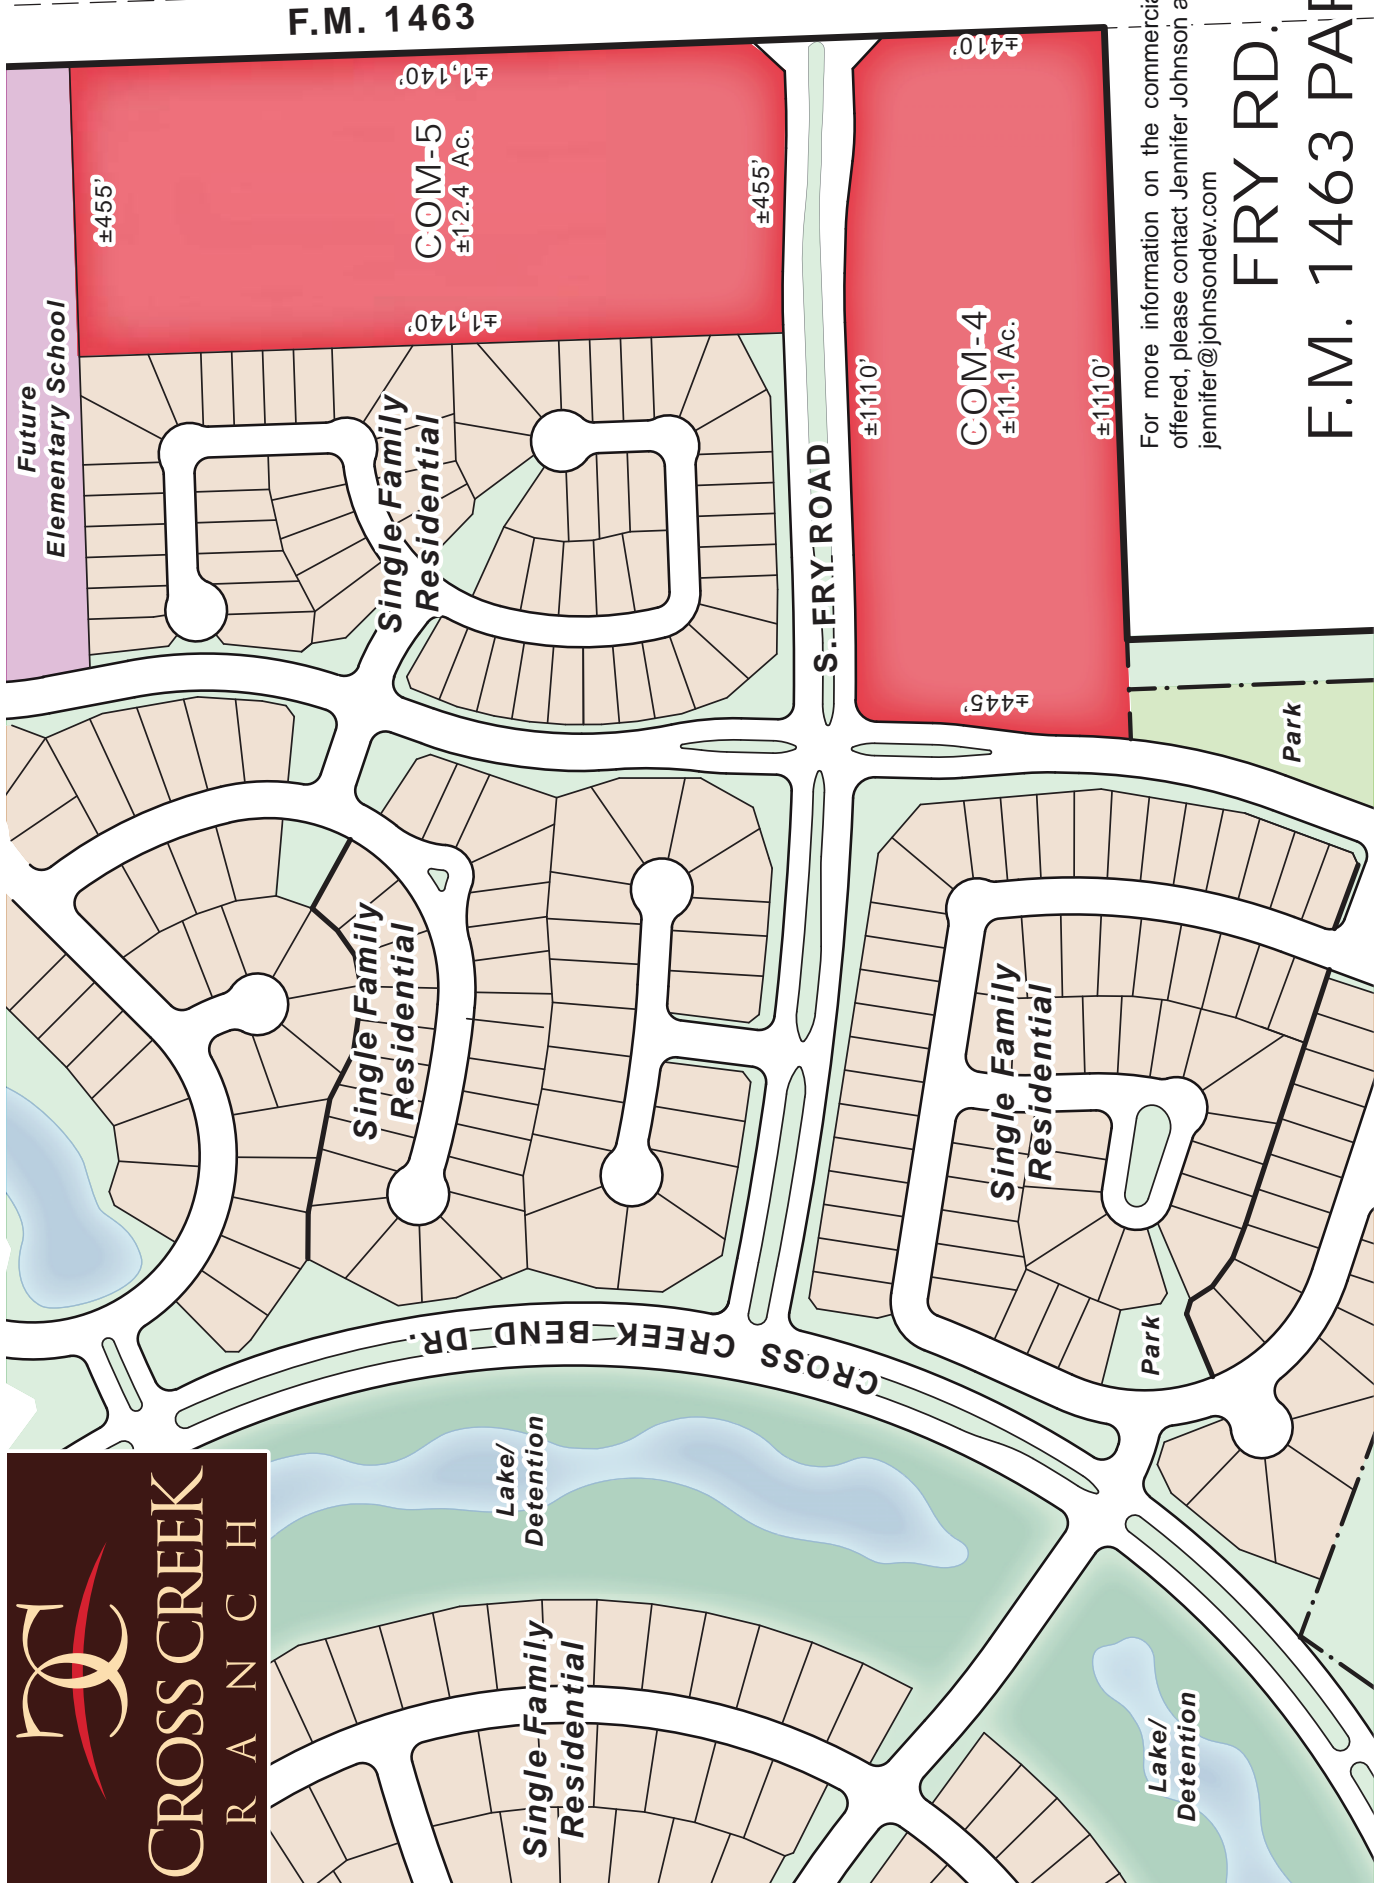 F.M. 1463
±1,140'
±410'
COM-5
±12.4 Ac.
±455'
±455'
±1,140'
Future
Elementary School
COM-4
±11.1 Ac.
±1110'
±1110'
±445'
S. FRY ROAD
For more information on the
offered, please contact Jennifer Johnson
jennifer@johnsondev.com
FRY RD.
F.M. 1463
Single Family
Residential
Park
Single Family
Residential
Single Family
Residential
Park
CROSS CREEK BEND DR.
Lake/
Detention
Single Family
Residential
Lake/
Detention
CROSS CREEK
RANCH